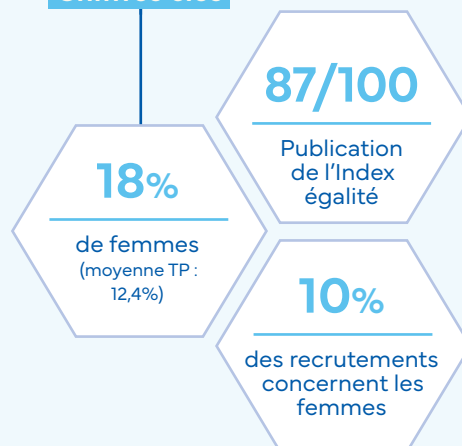 87/100
Publication
de l'Index
égalité
18%
de femmes
(moyenne TP :
12,4%)
10%
des recrutements
concernent les
femmes